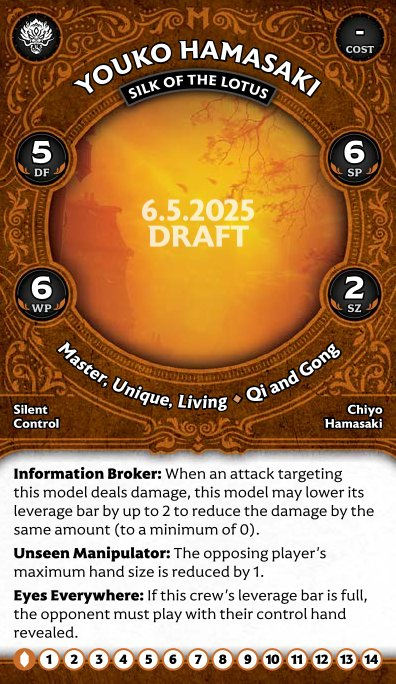 -
COST
YOUKO HAMASAKI
SILK OF THE LOTUS
5
DF
6
SP
6.5.2025
DRAFT
6
WP
2
SZ
Master, Unique, Living ♦ Qi and Gong
Silent
Control
Chiyo
Hamasaki
Information Broker: When an attack targeting
this model deals damage, this model may lower its
leverage bar by up to 2 to reduce the damage by the
same amount (to a minimum of 0).
Unseen Manipulator: The opposing player's
maximum hand size is reduced by 1.
Eyes Everywhere: If this crew's leverage bar is full,
the opponent must play with their control hand
revealed.
1 2 3 4 5 6 7 8 9 10 11 12 13 14